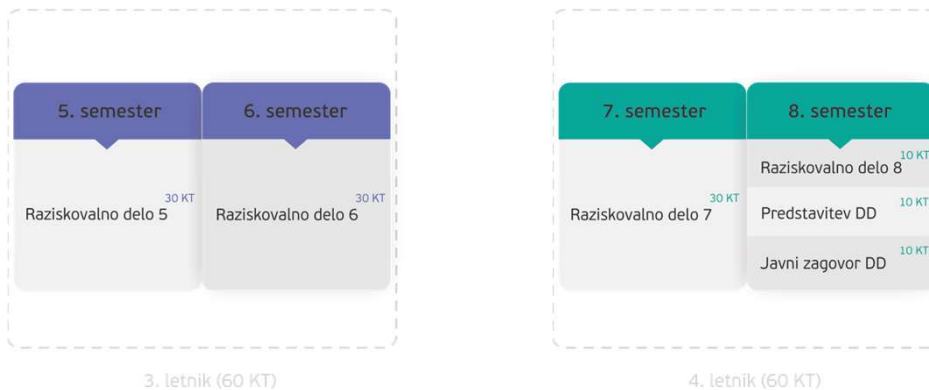 5. semester
6. semester
30 KT
Raziskovalno delo 5
30 KT
Raziskovalno delo 6
3. letnik (60 KT)
7. semester
8. semester
30 KT
Raziskovalno delo 7
10 KT
Raziskovalno delo 8
10 KT
Predstavitev DD
10 KT
Javni zagovor DD
4. letnik (60 KT)